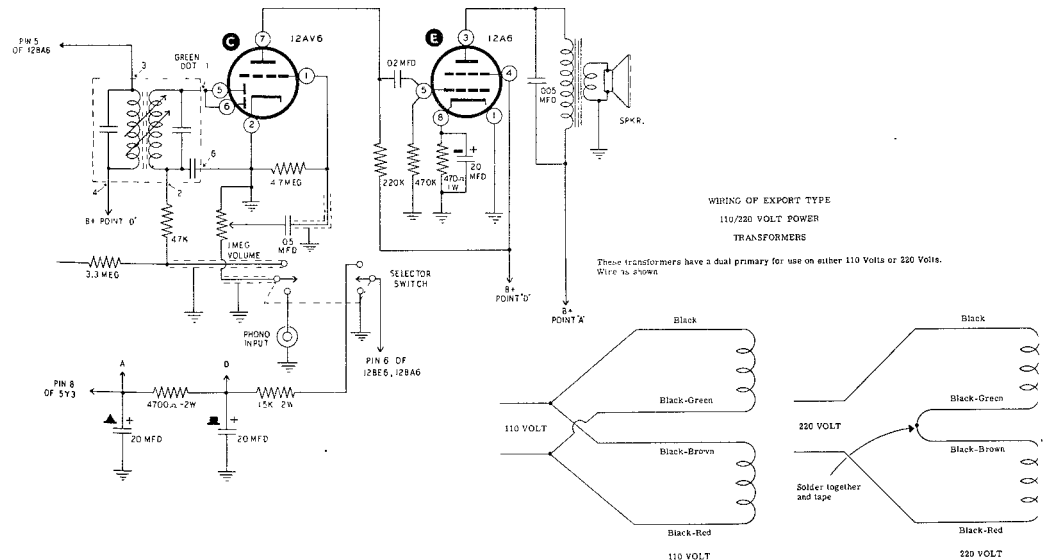 C
12AV6
E
12A6
PIN 5
OF 12BA6
GREEN
DOT
1
3
7
1
5
6
2
6
4
2
.02 MFD
3
4
5
8
1
.005
MFD
SPKR.
4.7 MEG
220K
470K
470Ω
1W
20
MFD
B+ POINT "D"
47K
1 MEG
VOLUME
.05
MFD
3.3 MEG
SELECTOR
SWITCH
B+
POINT "D"
B+
POINT "A"
PHONO
INPUT
PIN 6 OF
12BE6, 12BA6
PIN 8
OF 5Y3
A
D
4700Ω-2W
15K 2W
20 MFD
20 MFD
WIRING OF EXPORT TYPE
110/220 VOLT POWER
TRANSFORMERS
These transformers have a dual primary for use on either 110 Volts or 220 Volts.
Wire as shown
Black
Black-Green
110 VOLT
Black-Brown
Black-Red
110 VOLT
Black
Black-Green
220 VOLT
Black-Brown
Solder together
and tape
Black-Red
220 VOLT